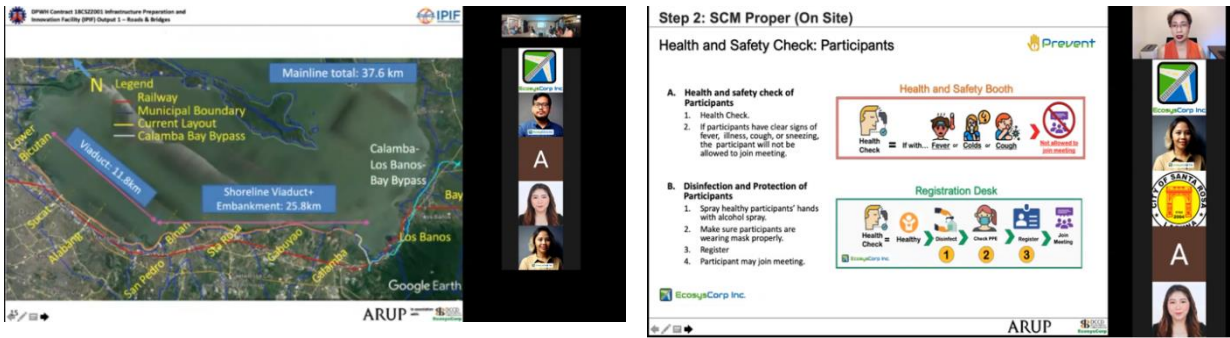 DPWH Contract 18CSZ2001 Infrastructure Preparation and
Innovation Facility (IPIF) Output 1 – Roads & Bridges
IPIF
Mainline total: 37.6 km
N
Legend
Railway
Municipal Boundary
Current Layout
Calamba Bay Bypass
Lower
Bicutan
Viaduct: 11.8km
Calamba-
Los Banos-
Bay Bypass
Shoreline Viaduct+
Embankment: 25.8km
Bay
Sucat
Alabang
San Pedro
Binan
Sta Rosa
Cabuyao
Calamba
Los Banos
Google Earth
ARUP
EcosysCorp
EcosysCorp Inc
A
Step 2: SCM Proper (On Site)
Health and Safety Check: Participants
Prevent
A. Health and safety check of
Participants
1. Health Check.
2. If participants have clear signs of
fever, illness, cough, or sneezing,
the participant will not be
allowed to join meeting.
Health and Safety Booth
Health
Check
= If with... Fever or Colds or Cough
Not allowed to
join meeting
B. Disinfection and Protection of
Participants
1. Spray healthy participants' hands
with alcohol spray.
2. Make sure participants are
wearing mask properly.
3. Register
4. Participant may join meeting.
Registration Desk
Health
Check
= Healthy
Disinfect
Check PPE
Register
Join
Meeting
1
2
3
EcosysCorp Inc.
EcosysCorp Inc.
ARUP
EcosysCorp
EcosysCorp Inc
CITY OF SANTA ROSA
A